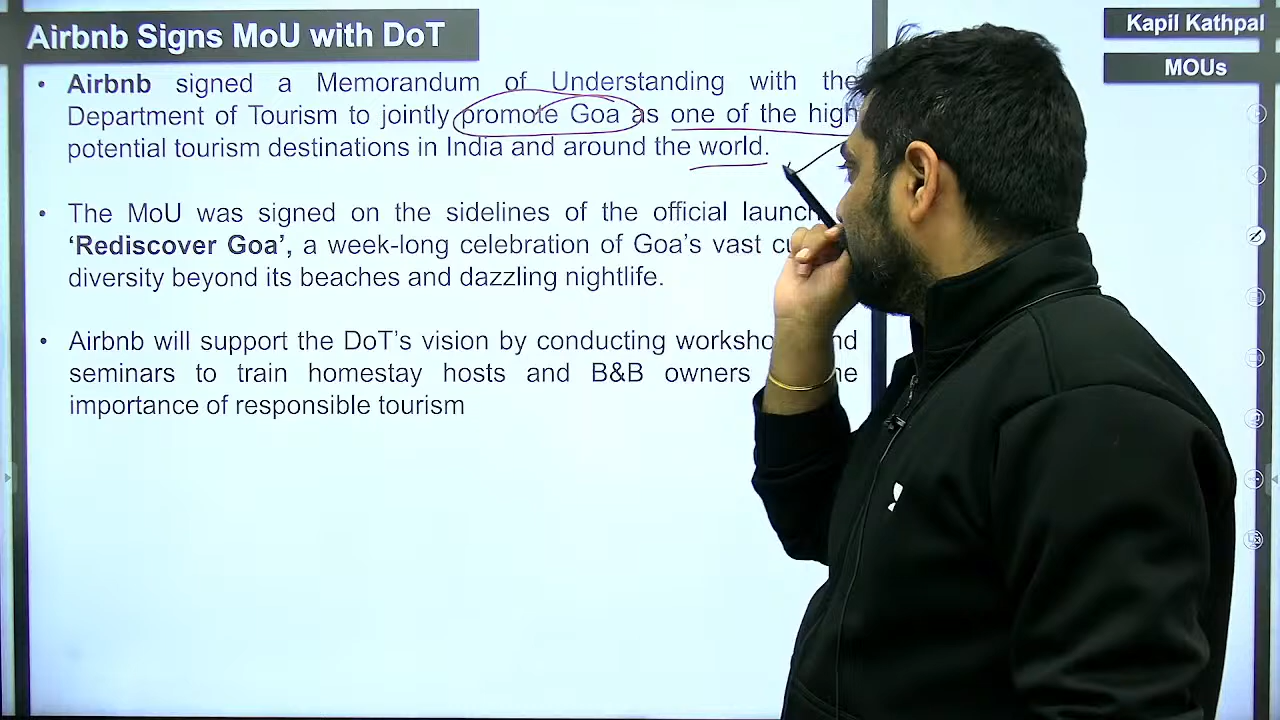 Airbnb Signs MoU with DoT
Kapil Kathpal
MOUs
• Airbnb signed a Memorandum of Understanding with the
Department of Tourism to jointly promote Goa as one of the high
potential tourism destinations in India and around the world.
• The MoU was signed on the sidelines of the official launch
‘Rediscover Goa’, a week-long celebration of Goa’s vast
diversity beyond its beaches and dazzling nightlife.
• Airbnb will support the DoT’s vision by conducting
seminars to train homestay hosts and B&B owners
importance of responsible tourism